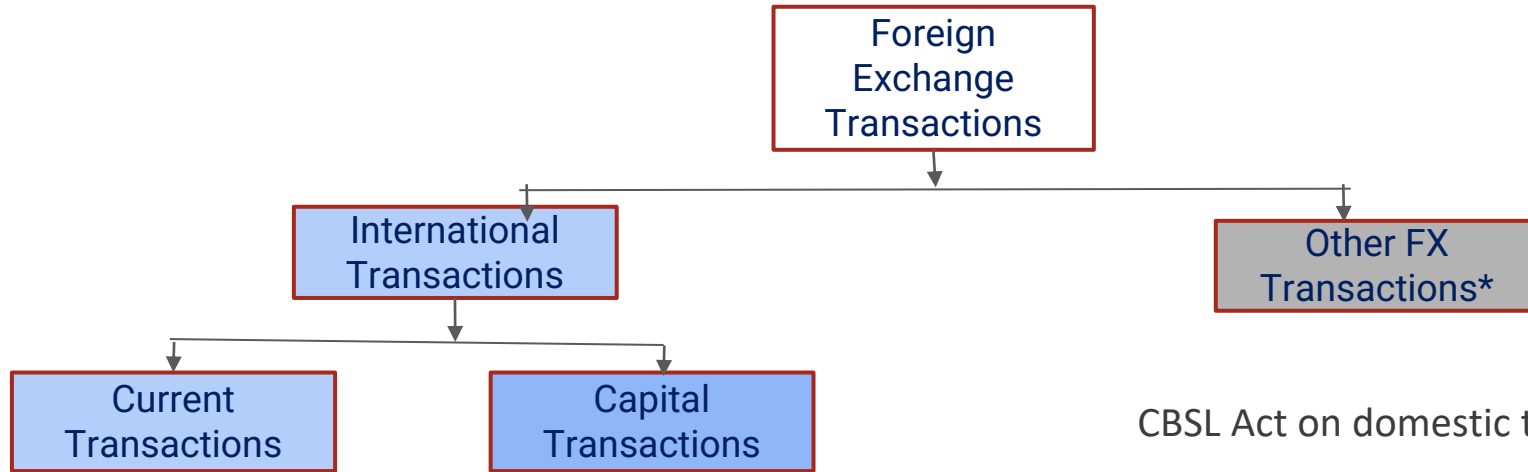 Foreign
Exchange
Transactions
International
Transactions
Other FX
Transactions*
Current
Transactions
Capital
Transactions
CBSL Act on domestic t